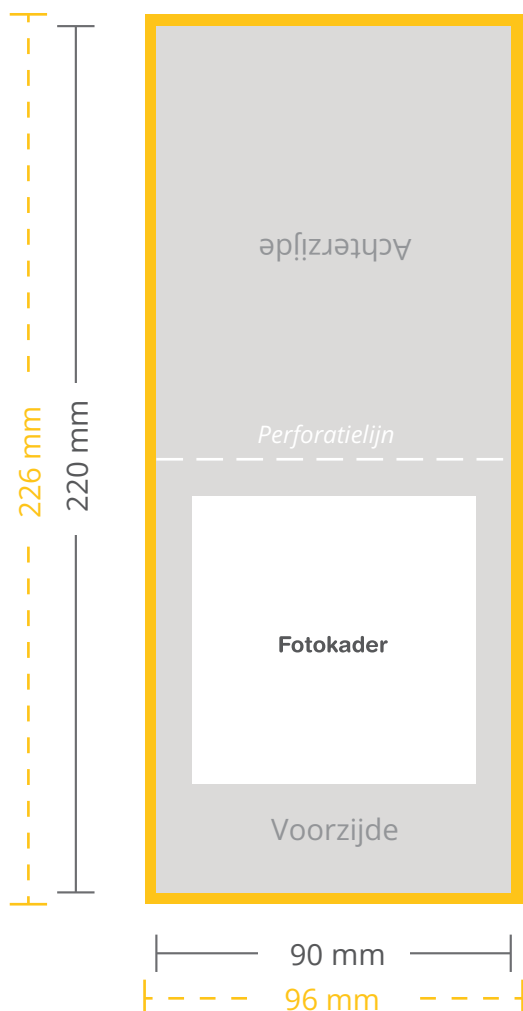 Achterzijde
Perforatielijn
226 mm
220 mm
Fotokader
Voorzijde
90 mm
96 mm